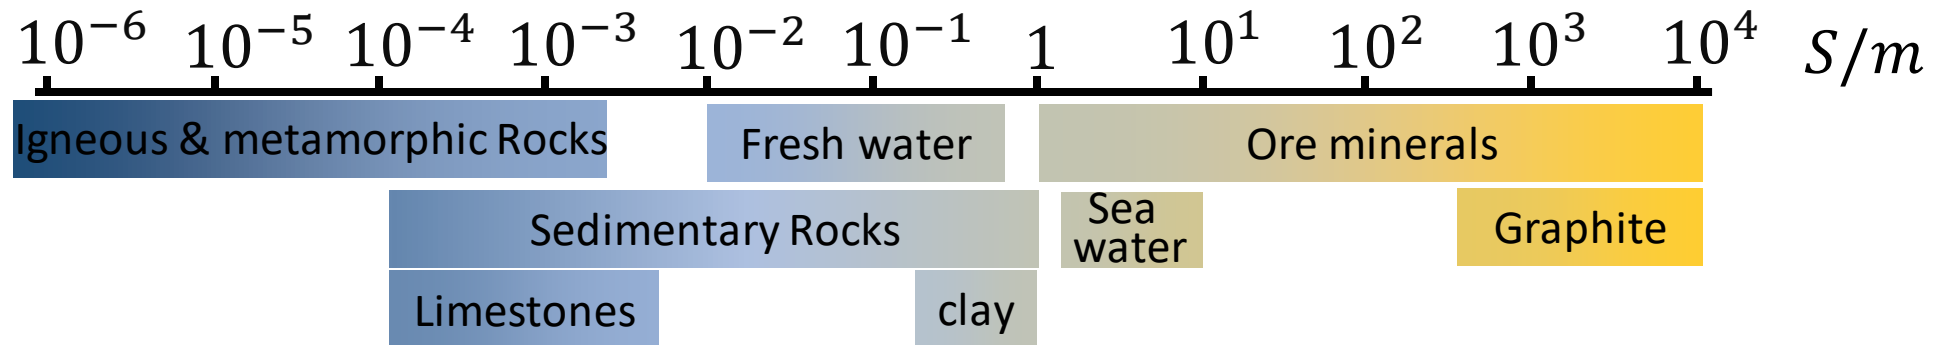 10⁻⁶ 10⁻⁵ 10⁻⁴ 10⁻³ 10⁻² 10⁻¹ 1 10¹ 10² 10³ 10⁴ S/m
Igneous & metamorphic Rocks
Fresh water
Ore minerals
Sedimentary Rocks
Sea
water
Graphite
Limestones
clay